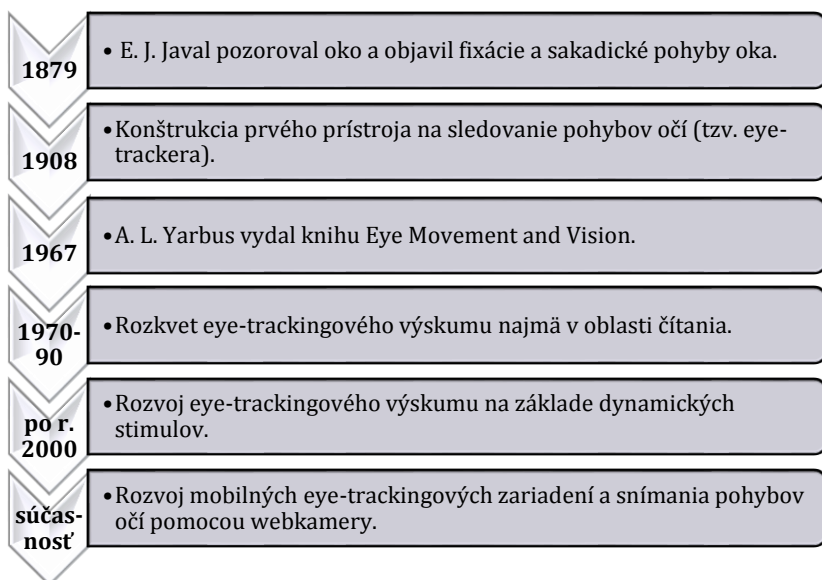 1879
• E. J. Javal pozoroval oko a objavil fixácie a sakadické pohyby oka.
1908
•Konštrukcia prvého prístroja na sledovanie pohybov očí (tzv. eye-
trackera).
1967
•A. L. Yarbus vydal knihu Eye Movement and Vision.
1970-
90
•Rozkvet eye-trackingového výskumu najmä v oblasti čítania.
po r.
2000
•Rozvoj eye-trackingového výskumu na základe dynamických
stimulov.
súčas-
nosť
•Rozvoj mobilných eye-trackingových zariadení a snímania pohybov
očí pomocou webkamery.